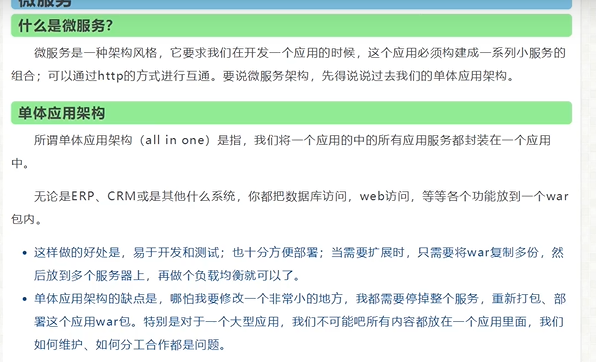 微服务
什么是微服务?
微服务是一种架构风格，它要求我们在开发一个应用的时候，这个应用必须构建成一系列小服务的
组合；可以通过http的方式进行互通。要说微服务架构，先得说说过去我们的单体应用架构。
单体应用架构
所谓单体应用架构（all in one）是指，我们将一个应用的中的所有应用服务都封装在一个应用
中。
无论是ERP、CRM或是其他什么系统，你都把数据库访问，web访问，等等各个功能放到一个war
包内。
• 这样做的好处是，易于开发和测试；也十分方便部署；当需要扩展时，只需要将war复制多份，然
后放到多个服务器上，再做个负载均衡就可以了。
• 单体应用架构的缺点是，哪怕我要修改一个非常小的地方，我都需要停掉整个服务，重新打包、部
署这个应用war包。特别是对于一个大型应用，我们不可能吧所有内容都放在一个应用里面，我们
如何维护、如何分工合作都是问题。